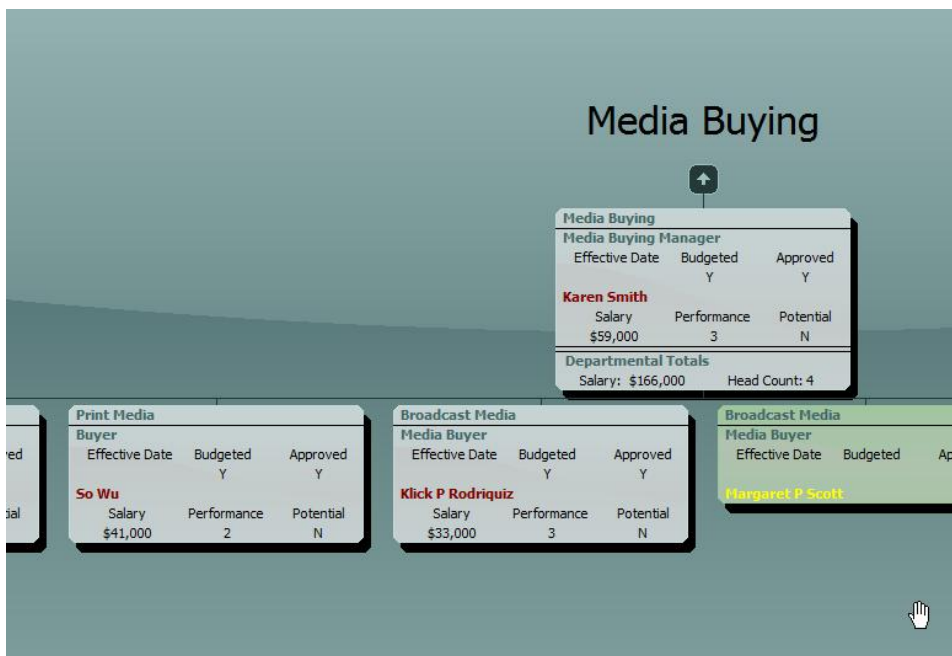 Media Buying
Media Buying
Media Buying Manager
Effective Date Budgeted Approved
Y Y
Karen Smith
Salary Performance Potential
$59,000 3 N
Departmental Totals
Salary: $166,000 Head Count: 4
Print Media
Buyer
Effective Date Budgeted Approved
Y Y
So Wu
Salary Performance Potential
$41,000 2 N
Broadcast Media
Media Buyer
Effective Date Budgeted Approved
Y Y
Klick P Rodriquiz
Salary Performance Potential
$33,000 3 N
Broadcast Media
Media Buyer
Effective Date Budgeted
Margaret P Scott